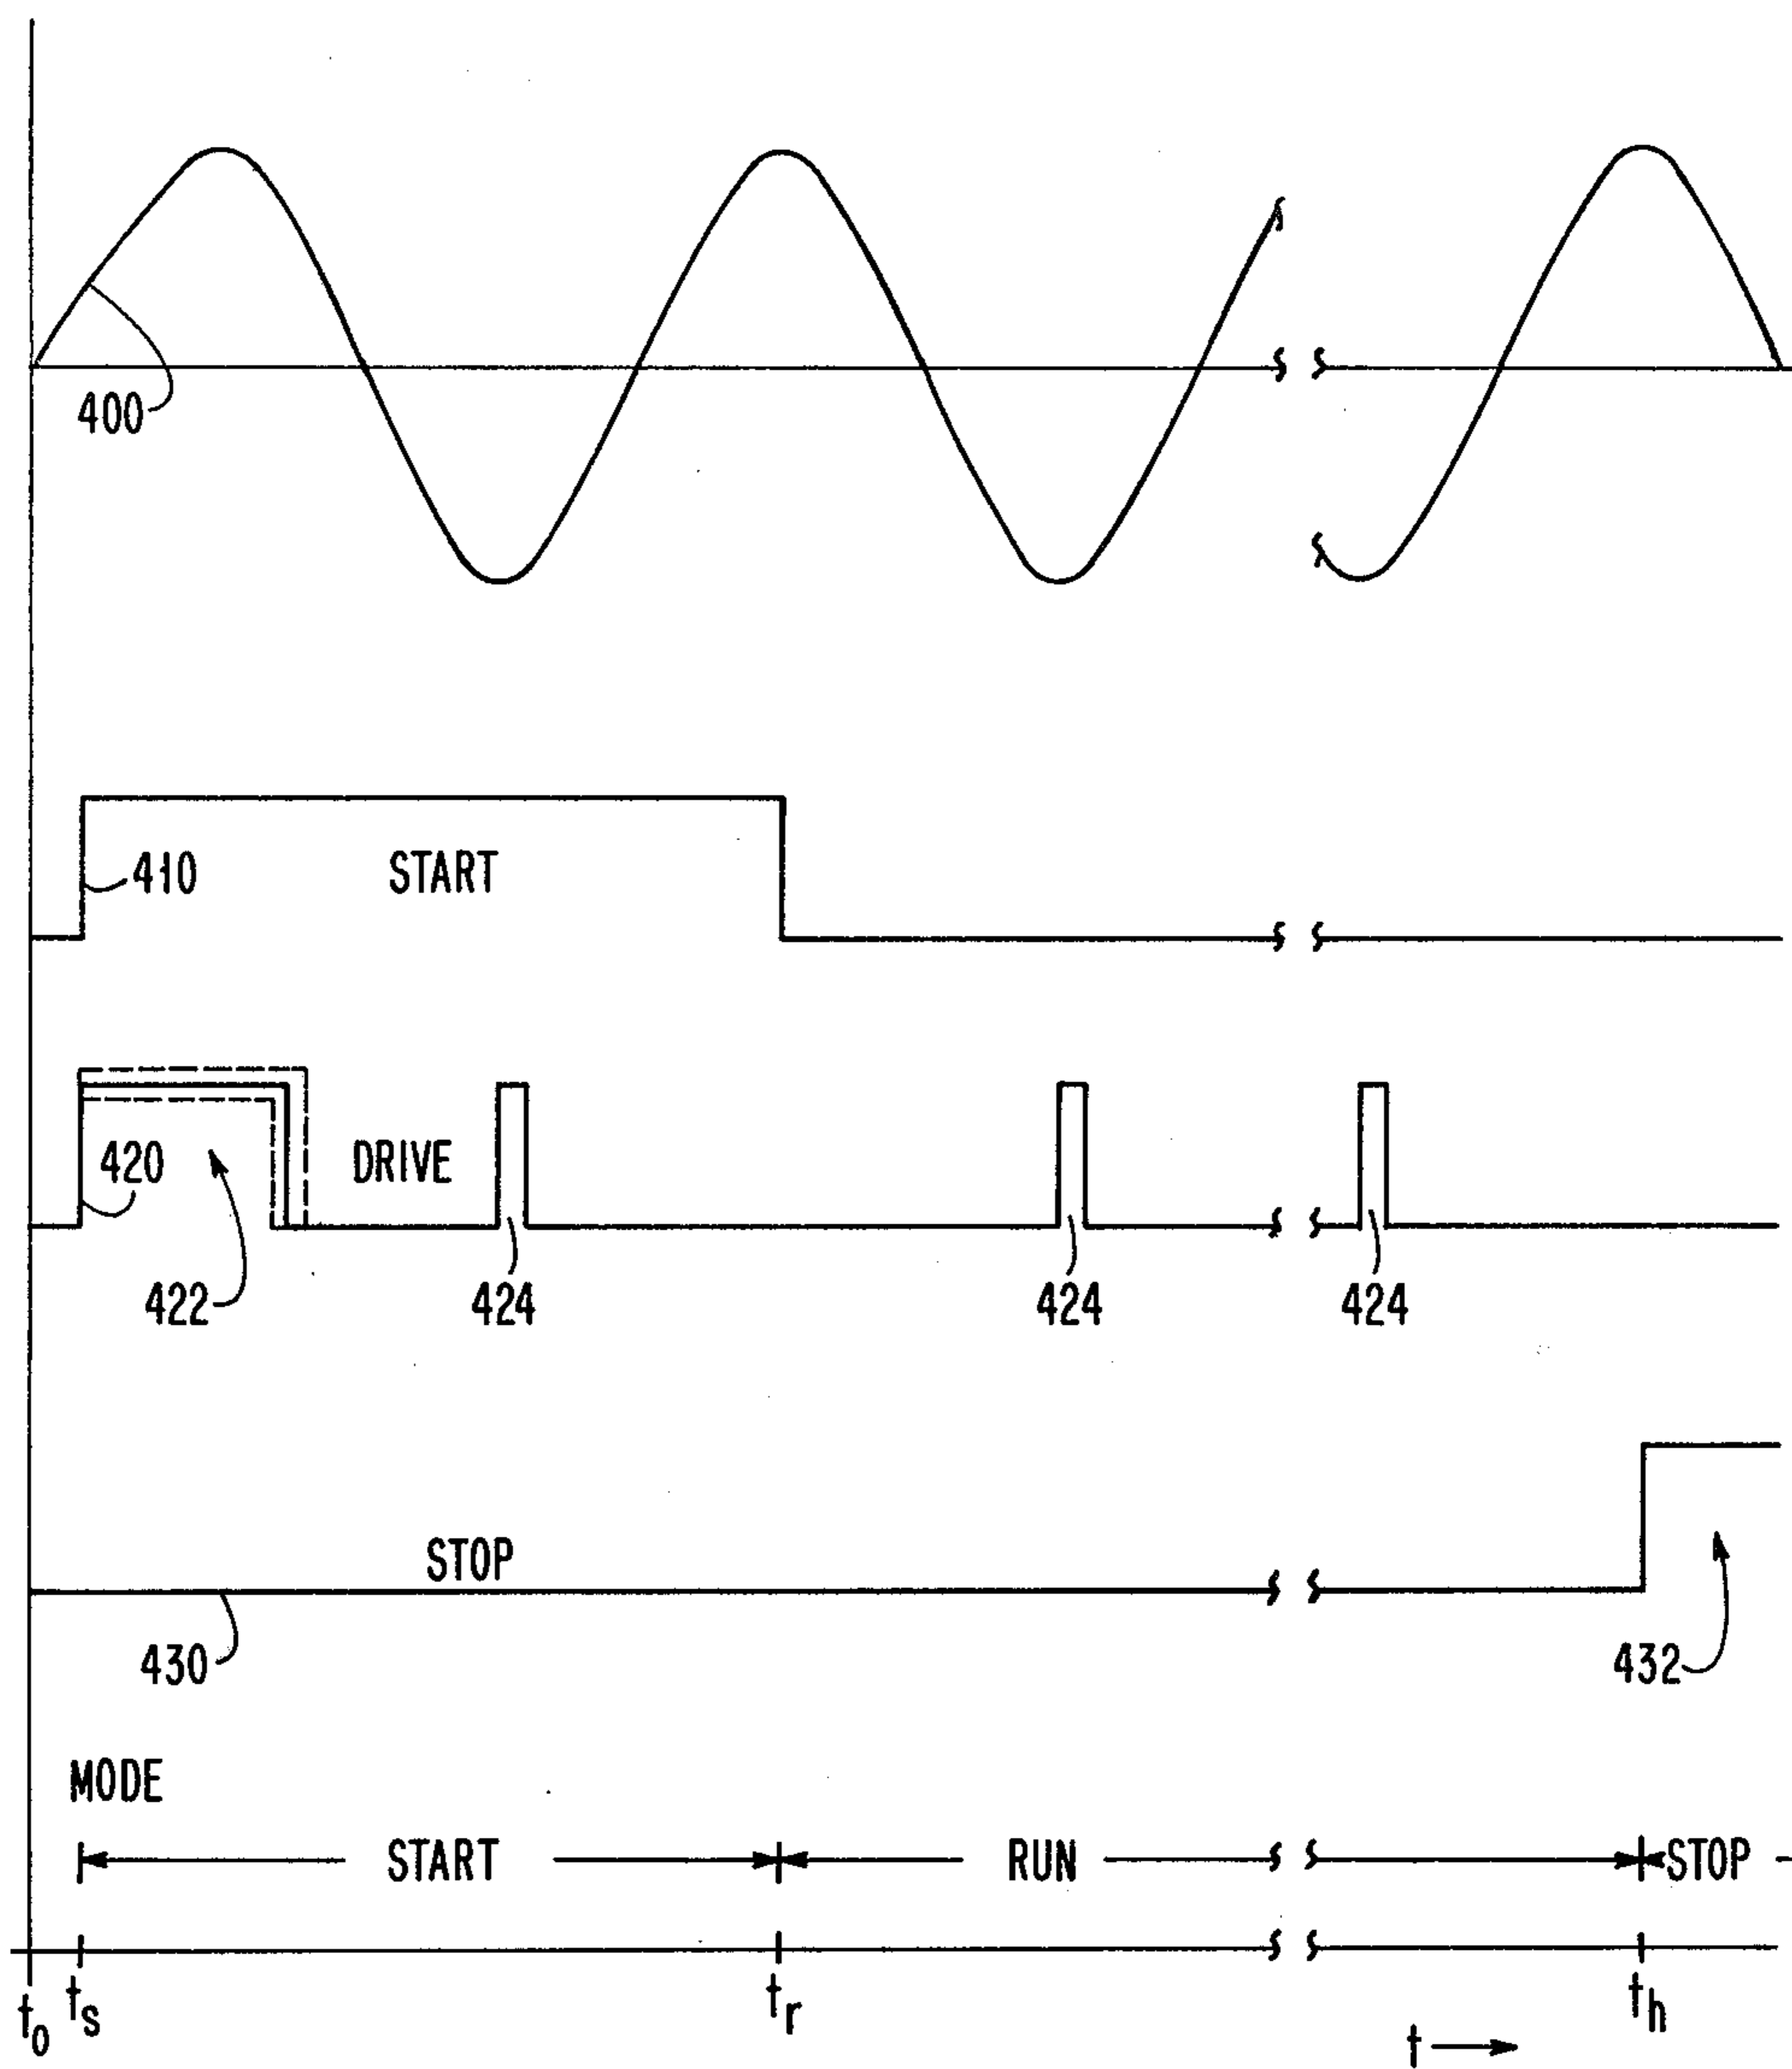 400
410 START
420 DRIVE
422 424 424 424
STOP
430 432
MODE
START RUN STOP
t₀ tₛ tᵣ tₕ
t